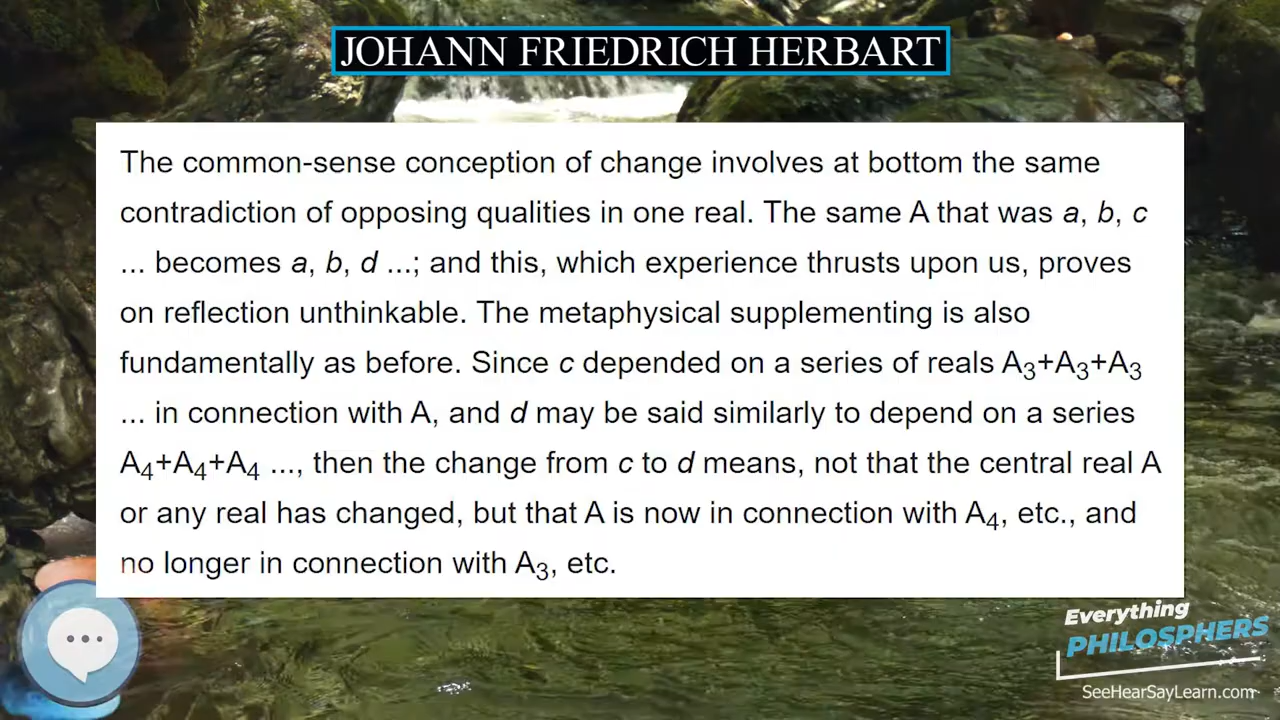 JOHANN FRIEDRICH HERBART
The common-sense conception of change involves at bottom the same
contradiction of opposing qualities in one real. The same A that was a, b, c
... becomes a, b, d ...; and this, which experience thrusts upon us, proves
on reflection unthinkable. The metaphysical supplementing is also
fundamentally as before. Since c depended on a series of reals A₃+A₃+A₃
... in connection with A, and d may be said similarly to depend on a series
A₄+A₄+A₄ ..., then the change from c to d means, not that the central real A
or any real has changed, but that A is now in connection with A₄, etc., and
no longer in connection with A₃, etc.
Everything
PHILOSPHERS
SeeHearSayLearn.com